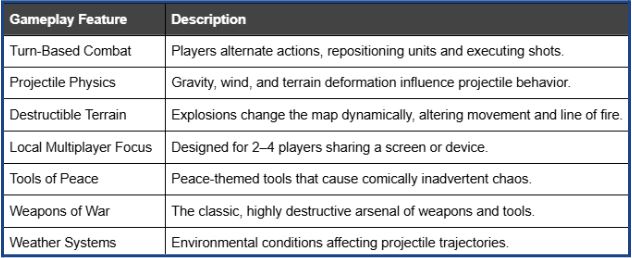 Gameplay Feature Description
Turn-Based Combat Players alternate actions, repositioning units and executing shots.
Projectile Physics Gravity, wind, and terrain deformation influence projectile behavior.
Destructible Terrain Explosions change the map dynamically, altering movement and line of fire.
Local Multiplayer Focus Designed for 2–4 players sharing a screen or device.
Tools of Peace Peace-themed tools that cause comically inadvertent chaos.
Weapons of War The classic, highly destructive arsenal of weapons and tools.
Weather Systems Environmental conditions affecting projectile trajectories.